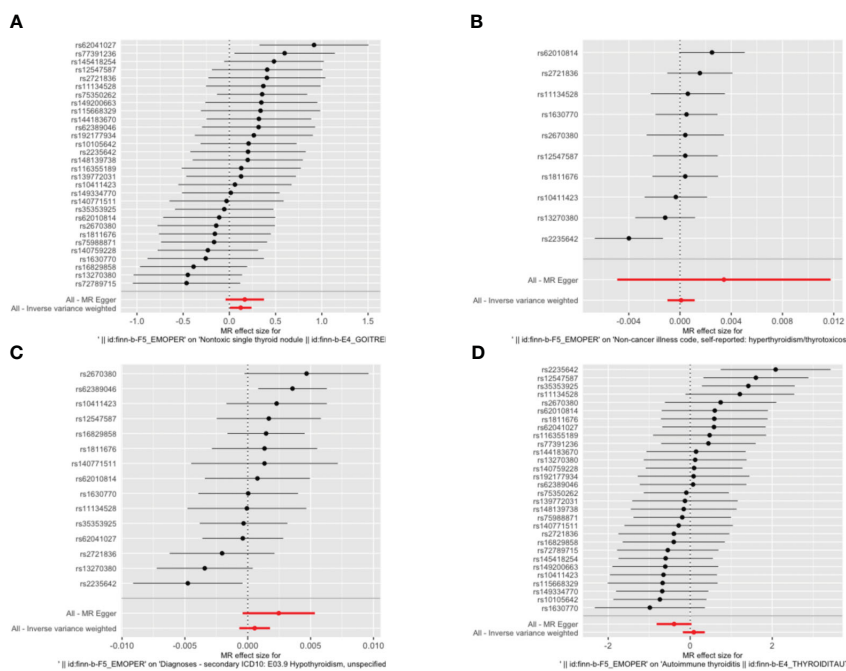 A
rs62041027
rs77391236
rs145418254
rs12547587
rs2721836
rs11134528
rs75350262
rs149200663
rs115668329
rs144183670
rs62389046
rs192177934
rs10105642
rs2235642
rs148139738
rs116355189
rs139772031
rs10411423
rs149334770
rs140771511
rs35353925
rs62010814
rs2670380
rs1811676
rs75988871
rs140759228
rs1630770
rs16829858
rs13270380
rs72789715
All - MR Egger
All - Inverse variance weighted
-1.0 -0.5 0.0 0.5 1.0 1.5
MR effect size for
' || id:finn-b-F5_EMOPER' on 'Nontoxic single thyroid nodule || id:finn-b-E4_GOITRE
B
rs62010814
rs2721836
rs11134528
rs1630770
rs2670380
rs12547587
rs1811676
rs10411423
rs13270380
rs2235642
All - MR Egger
All - Inverse variance weighted
-0.004 0.000 0.004 0.008 0.012
MR effect size for
' || id:finn-b-F5_EMOPER' on 'Non-cancer illness code, self-reported: hyperthyroidism/thyrotoxicos
C
rs2670380
rs62389046
rs10411423
rs12547587
rs16829858
rs1811676
rs140771511
rs62010814
rs1630770
rs11134528
rs35353925
rs62041027
rs2721836
rs13270380
rs2235642
All - MR Egger
All - Inverse variance weighted
-0.010 -0.005 0.000 0.005 0.010
MR effect size for
' || id:finn-b-F5_EMOPER' on 'Diagnoses - secondary ICD10: E03.9 Hypothyroidism, unspecified
D
rs2235642
rs12547587
rs35353925
rs11134528
rs2670380
rs62010814
rs1811676
rs62041027
rs116355189
rs77391236
rs144183670
rs13270380
rs140759228
rs192177934
rs62389046
rs75350262
rs139772031
rs148139738
rs75988871
rs140771511
rs2721836
rs16829858
rs72789715
rs145418254
rs149200663
rs10411423
rs115668329
rs149334770
rs10105642
rs1630770
All - MR Egger
All - Inverse variance weighted
-2 0 2
MR effect size for
' || id:finn-b-F5_EMOPER' on 'Autoimmune thyroiditis || id:finn-b-E4_THYROIDITAU